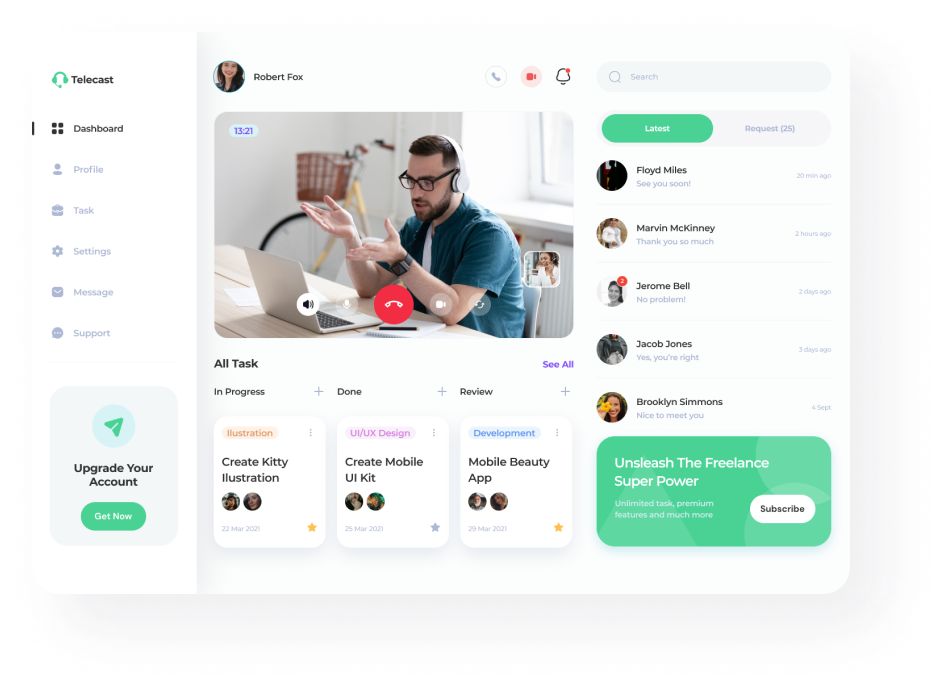 Telecast
Dashboard
Profile
Task
Settings
Message
Support
Upgrade Your
Account
Get Now
Robert Fox
13:21
All Task
See All
In Progress
Done
Review
Ilustration
Create Kitty
Ilustration
22 Mar 2021
UI/UX Design
Create Mobile
UI Kit
25 Mar 2021
Development
Mobile Beauty
App
29 Mar 2021
Search
Latest
Request (25)
Floyd Miles
See you soon!
20 min ago
Marvin McKinney
Thank you so much
2 hours ago
2
Jerome Bell
No problem!
2 days ago
Jacob Jones
Yes, you're right
3 days ago
Brooklyn Simmons
Nice to meet you
4 Sept
Unsleash The Freelance
Super Power
Unlimited task, premium
features and much more
Subscribe